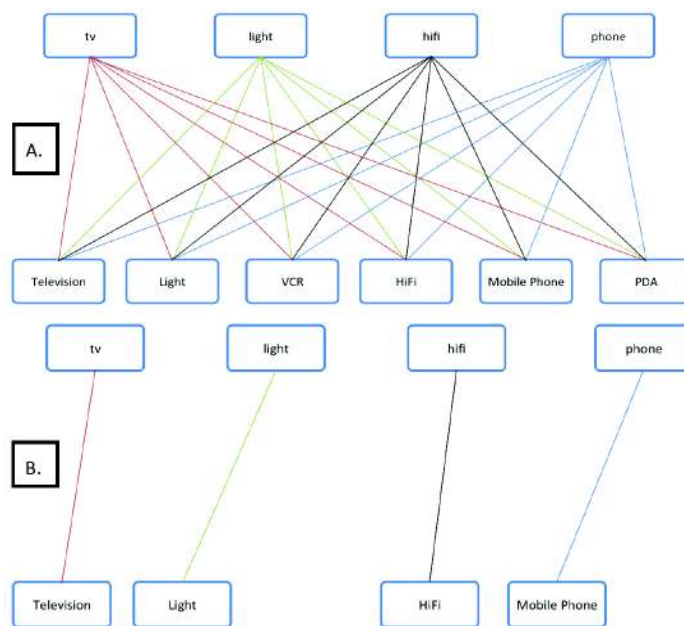 tv
light
hifi
phone
A.
Television
Light
VCR
HiFi
Mobile Phone
PDA
tv
light
hifi
phone
B.
Television
Light
HiFi
Mobile Phone